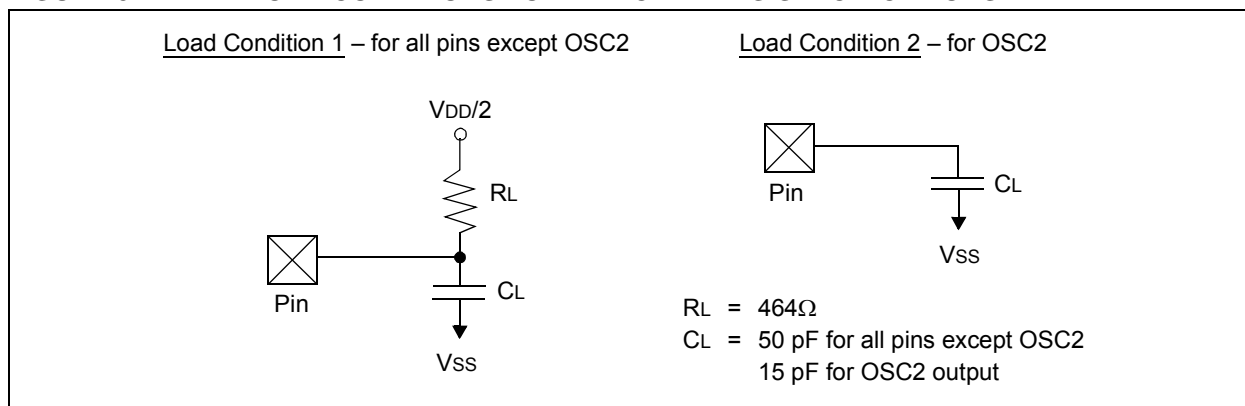 Load Condition 1 – for all pins except OSC2
VDD/2
RL
Pin
CL
VSS
Load Condition 2 – for OSC2
Pin
CL
VSS
RL = 464Ω
CL = 50 pF for all pins except OSC2
15 pF for OSC2 output